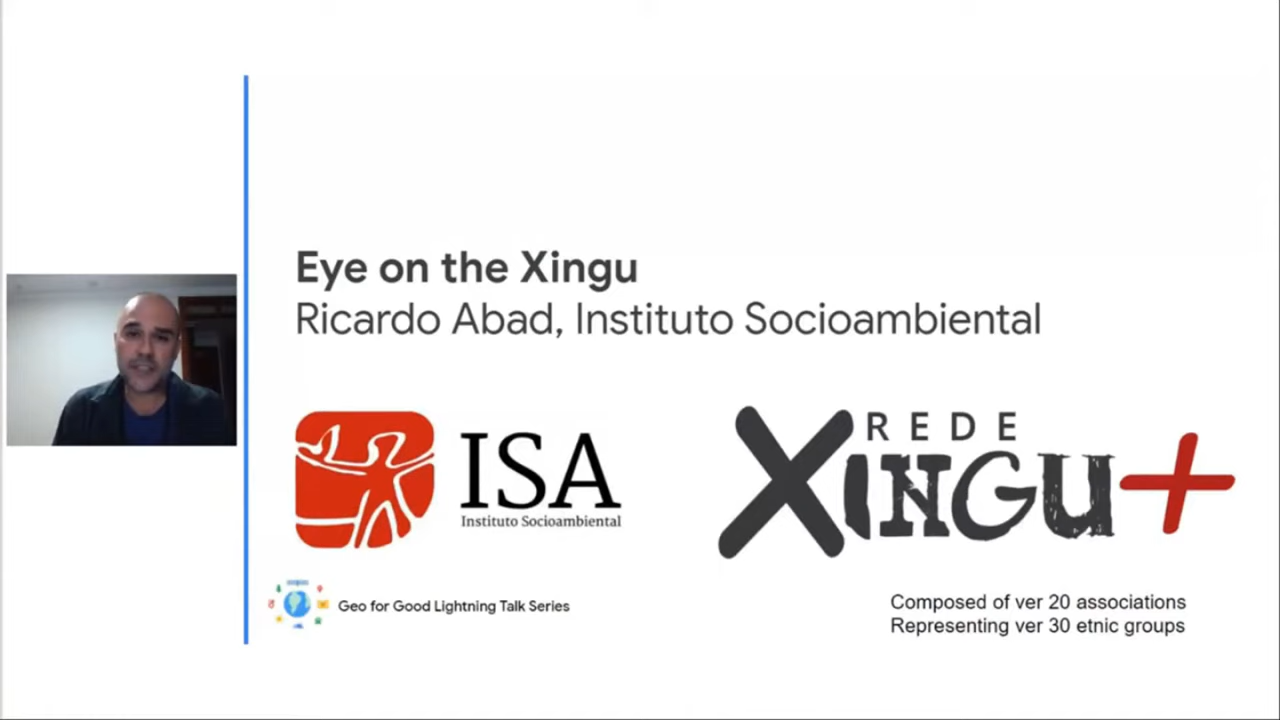 Eye on the Xingu
Ricardo Abad, Instituto Socioambiental
ISA
Instituto Socioambiental
REDE
XINGU+
Geo for Good Lightning Talk Series
Composed of ver 20 associations
Representing ver 30 etnic groups